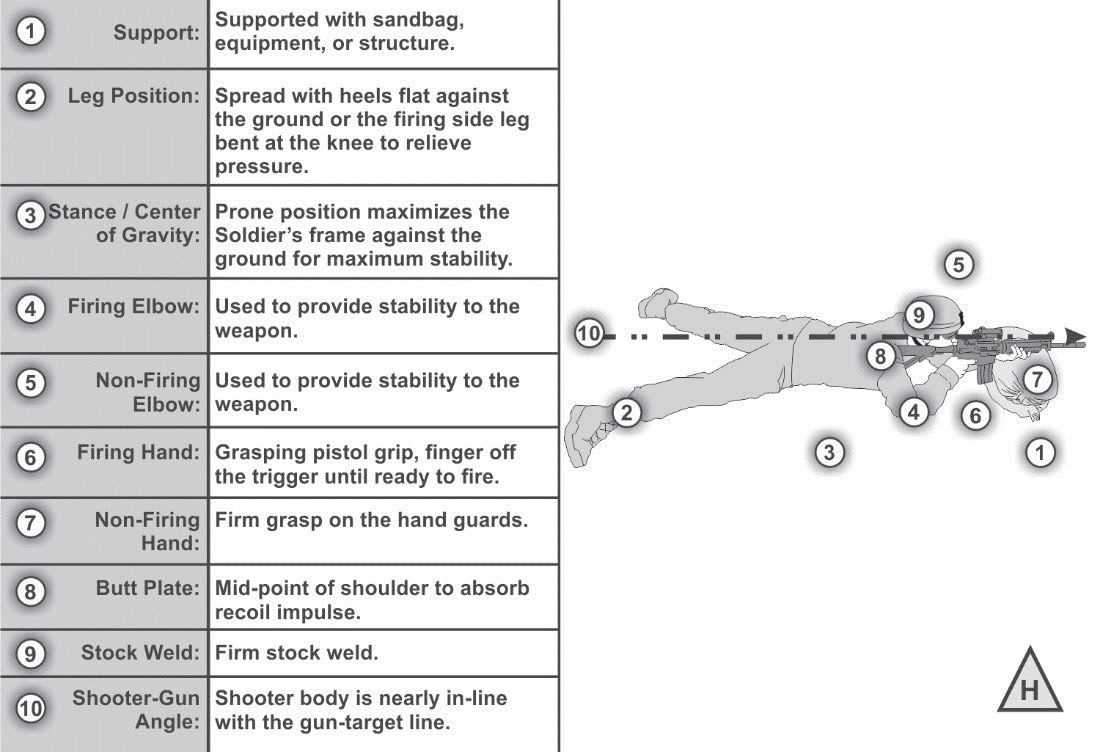 1 Support: Supported with sandbag,
equipment, or structure.
2 Leg Position: Spread with heels flat against
the ground or the firing side leg
bent at the knee to relieve
pressure.
3 Stance / Center Prone position maximizes the
of Gravity: Soldier’s frame against the
ground for maximum stability.
4 Firing Elbow: Used to provide stability to the
weapon.
5 Non-Firing Used to provide stability to the
Elbow: weapon.
6 Firing Hand: Grasping pistol grip, finger off
the trigger until ready to fire.
7 Non-Firing Firm grasp on the hand guards.
Hand:
8 Butt Plate: Mid-point of shoulder to absorb
recoil impulse.
9 Stock Weld: Firm stock weld.
10 Shooter-Gun Shooter body is nearly in-line
Angle: with the gun-target line.
5
9
10
8
7
2
4
6
3
1
H